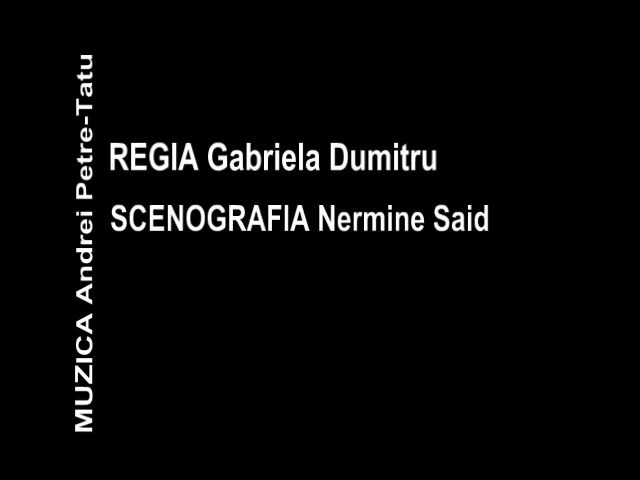 MUZICA Andrei Petre-Tatu
REGIA Gabriela Dumitru
SCENOGRAFIA Nermine Said